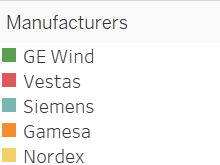 Manufacturers
GE Wind
Vestas
Siemens
Gamesa
Nordex